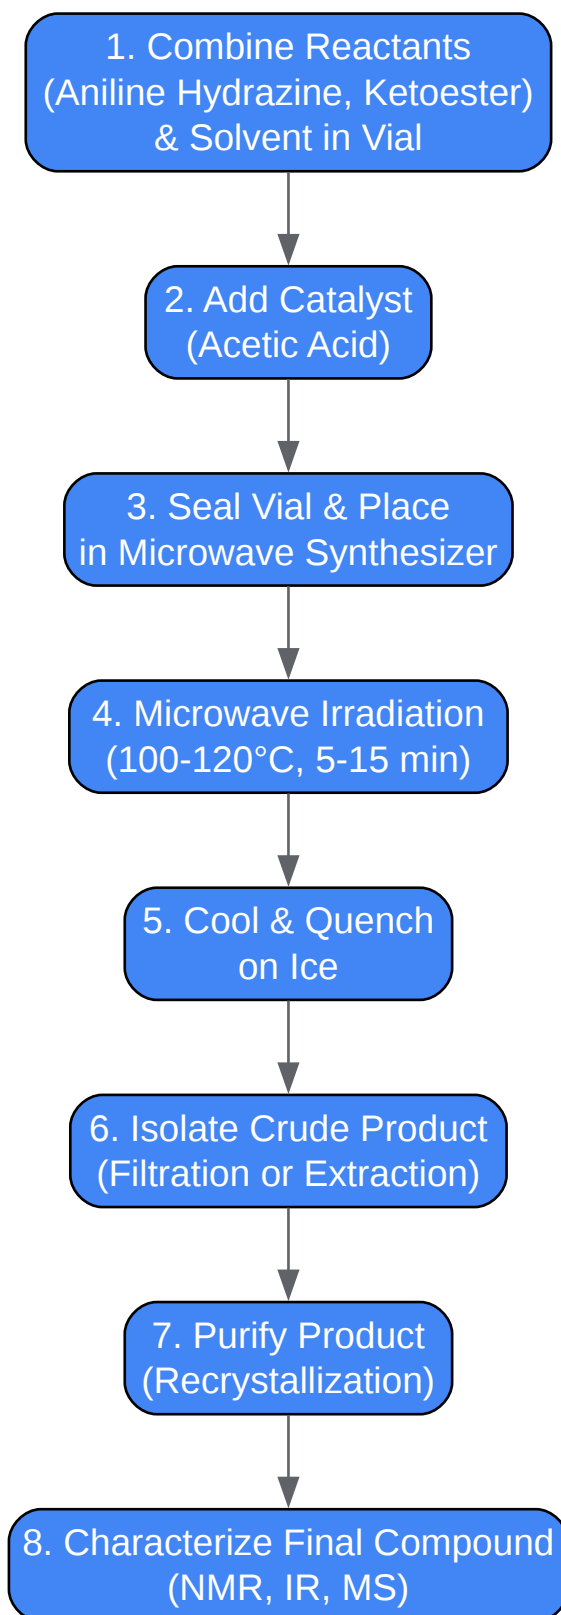 1. Combine Reactants
(Aniline Hydrazine, Ketoester)
& Solvent in Vial
2. Add Catalyst
(Acetic Acid)
3. Seal Vial & Place
in Microwave Synthesizer
4. Microwave Irradiation
(100-120°C, 5-15 min)
5. Cool & Quench
on Ice
6. Isolate Crude Product
(Filtration or Extraction)
7. Purify Product
(Recrystallization)
8. Characterize Final Compound
(NMR, IR, MS)